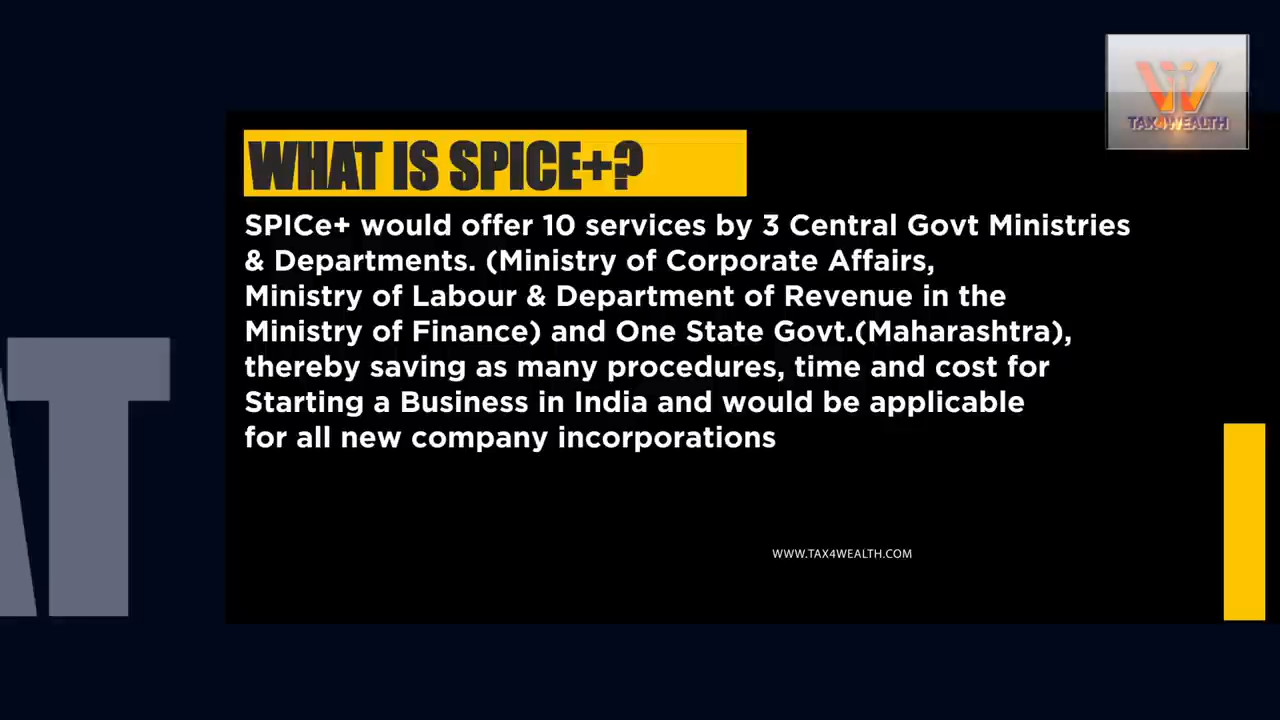 TAX4WEALTH
WHAT IS SPICE+?
SPICe+ would offer 10 services by 3 Central Govt Ministries
& Departments. (Ministry of Corporate Affairs,
Ministry of Labour & Department of Revenue in the
Ministry of Finance) and One State Govt.(Maharashtra),
thereby saving as many procedures, time and cost for
Starting a Business in India and would be applicable
for all new company incorporations
AT
WWW.TAX4WEALTH.COM